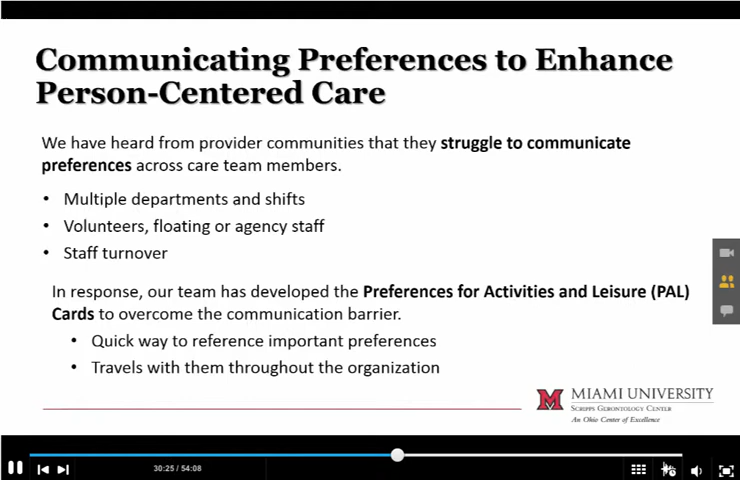 Communicating Preferences to Enhance
Person-Centered Care
We have heard from provider communities that they struggle to communicate
preferences across care team members.
• Multiple departments and shifts
• Volunteers, floating or agency staff
• Staff turnover
In response, our team has developed the Preferences for Activities and Leisure (PAL)
Cards to overcome the communication barrier.
• Quick way to reference important preferences
• Travels with them throughout the organization
MIAMI UNIVERSITY
SCRIPPS GERONTOLOGY CENTER
An Ohio Center of Excellence
30:25 / 54:08